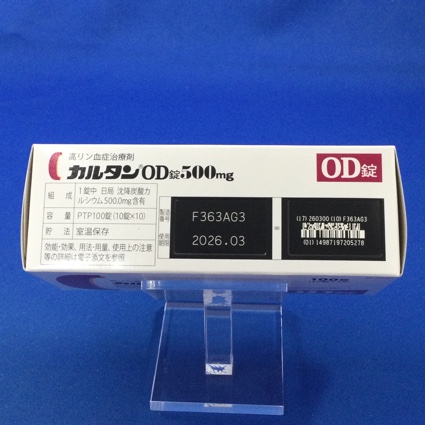 高リン血症治療剤
カルタン®OD錠500mg
OD錠
組成 1錠中 日局 沈降炭酸カ
ルシウム500.0mg含有
容量 PTP100錠(10錠×10)
貯法 室温保存
効能・効果、用法・用量、使用上の注意
等の詳細は電子添文を参照
製造番号 F363AG3
使用期限 2026.03
(17) 260300 (10) F363AG3
(01) 14987197205278